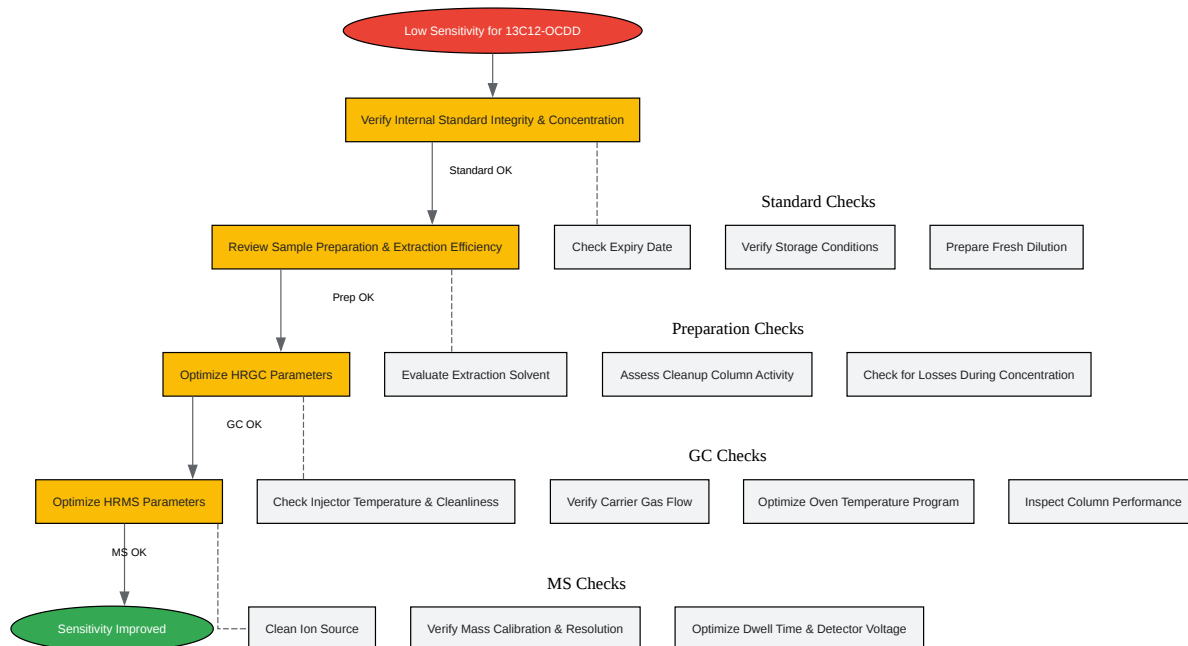 Low Sensitivity for 13C12-OCDD
Verify Internal Standard Integrity & Concentration
Standard OK
Standard Checks
Review Sample Preparation & Extraction Efficiency
Check Expiry Date
Verify Storage Conditions
Prepare Fresh Dilution
Prep OK
Preparation Checks
Optimize HRGC Parameters
Evaluate Extraction Solvent
Assess Cleanup Column Activity
Check for Losses During Concentration
GC OK
GC Checks
Optimize HRMS Parameters
Check Injector Temperature & Cleanliness
Verify Carrier Gas Flow
Optimize Oven Temperature Program
Inspect Column Performance
MS OK
MS Checks
Sensitivity Improved
Clean Ion Source
Verify Mass Calibration & Resolution
Optimize Dwell Time & Detector Voltage